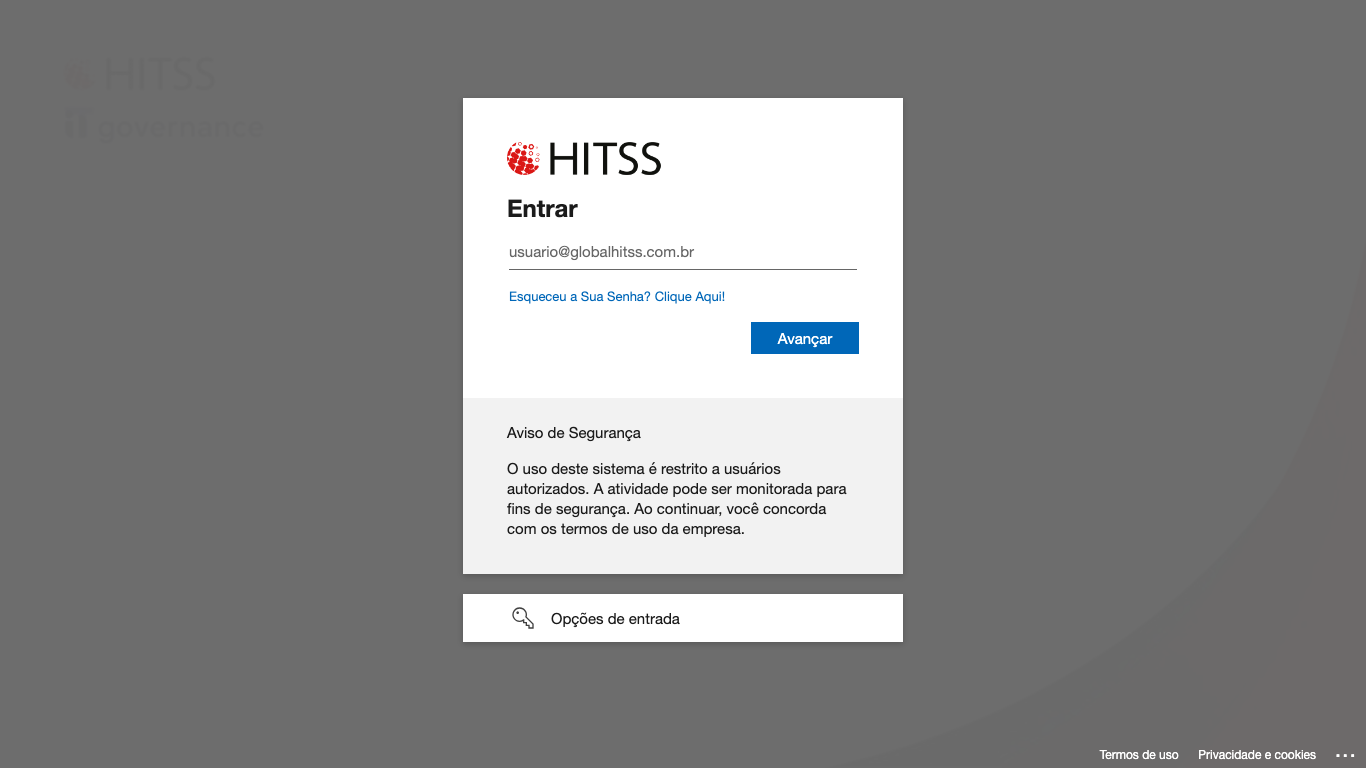 HITSS
IT governance
HITSS
Entrar
usuario@globalhitss.com.br
Esqueceu a Sua Senha? Clique Aqui!
Avançar
Aviso de Segurança
O uso deste sistema é restrito a usuários
autorizados. A atividade pode ser monitorada para
fins de segurança. Ao continuar, você concorda
com os termos de uso da empresa.
Opções de entrada
Termos de uso Privacidade e cookies